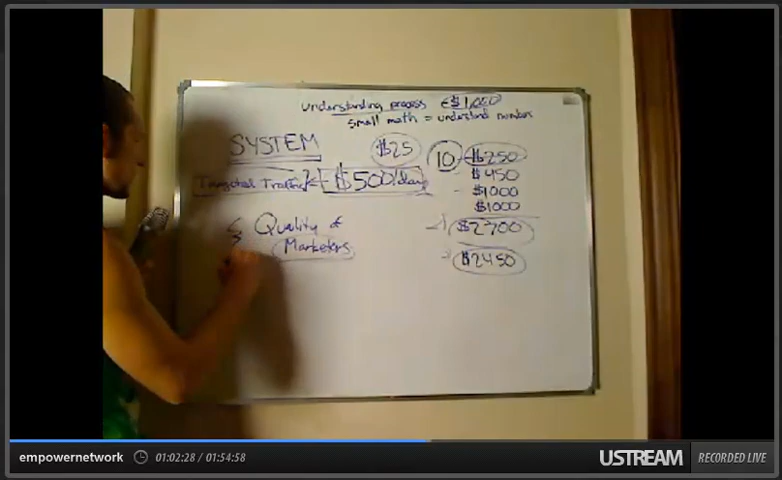 understanding process $1,000
small math = understand numbers
SYSTEM $25 10 $250
$450
Targeted Traffic $500/day
$1000
$1000
Quality of $2700
Marketers
$2450
empowernetwork 01:02:28 / 01:54:58 USTREAM RECORDED LIVE